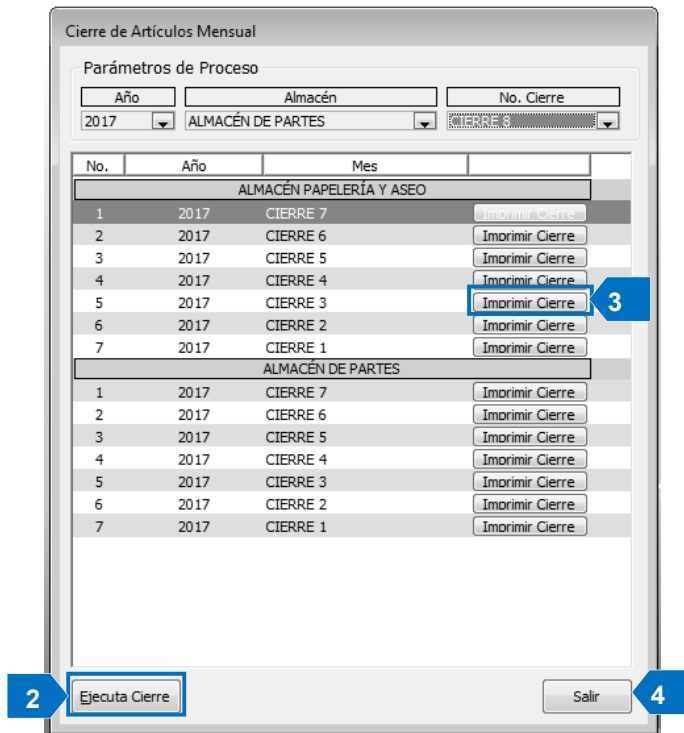 Cierre de Artículos Mensual
Parámetros de Proceso
Año Almacén No. Cierre
2017 ALMACÉN DE PARTES CIERRE 8
No. Año Mes
ALMACÉN PAPELERÍA Y ASEO
1 2017 CIERRE 7 Imprimir Cierre
2 2017 CIERRE 6 Imprimir Cierre
3 2017 CIERRE 5 Imprimir Cierre
4 2017 CIERRE 4 Imprimir Cierre
5 2017 CIERRE 3 Imprimir Cierre 3
6 2017 CIERRE 2 Imprimir Cierre
7 2017 CIERRE 1 Imprimir Cierre
ALMACÉN DE PARTES
1 2017 CIERRE 7 Imprimir Cierre
2 2017 CIERRE 6 Imprimir Cierre
3 2017 CIERRE 5 Imprimir Cierre
4 2017 CIERRE 4 Imprimir Cierre
5 2017 CIERRE 3 Imprimir Cierre
6 2017 CIERRE 2 Imprimir Cierre
7 2017 CIERRE 1 Imprimir Cierre
2 Ejecuta Cierre Salir 4